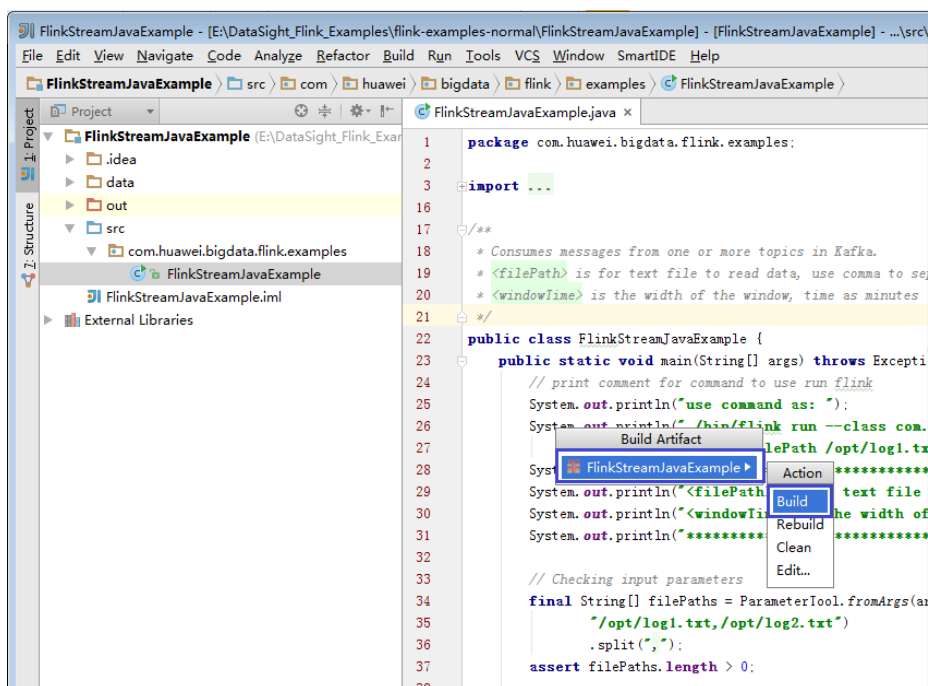 FlinkStreamJavaExample - [E:\DataSight_Flink_Examples\flink-examples-normal\FlinkStreamJavaExample] - [FlinkStreamJavaExample] - ...\src\
File Edit View Navigate Code Analyze Refactor Build Run Tools VCS Window SmartIDE Help
FlinkStreamJavaExample src com huawei bigdata flink examples FlinkStreamJavaExample
1: Project
7: Structure
Project
FlinkStreamJavaExample (E:\DataSight_Flink_Exar
.idea
data
out
src
com.huawei.bigdata.flink.examples
FlinkStreamJavaExample
FlinkStreamJavaExample.iml
External Libraries
FlinkStreamJavaExample.java ×
1 package com.huawei.bigdata.flink.examples;
2
3 import ...
16
17 /**
18 * Consumes messages from one or more topics in Kafka.
19 * <filePath> is for text file to read data, use comma to sep
20 * <windowTime> is the width of the window, time as minutes
21 */
22 public class FlinkStreamJavaExample {
23 public static void main(String[] args) throws Excepti
24 // print comment for command to use run flink
25 System.out.println("use command as: ");
26 System.out.println("./bin/flink run --class com.
27 lePath /opt/log1.tx
28 Syst ************
29 System.out.println("<filePath text file
30 System.out.println("<windowTi he width of
31 System.out.println("********** ************
32
33 // Checking input parameters
34 final String[] filePaths = ParameterTool.fromArgs(ar
35 "/opt/log1.txt,/opt/log2.txt")
36 .split(",");
37 assert filePaths.length > 0;
Build Artifact
FlinkStreamJavaExample
Action
Build
Rebuild
Clean
Edit...